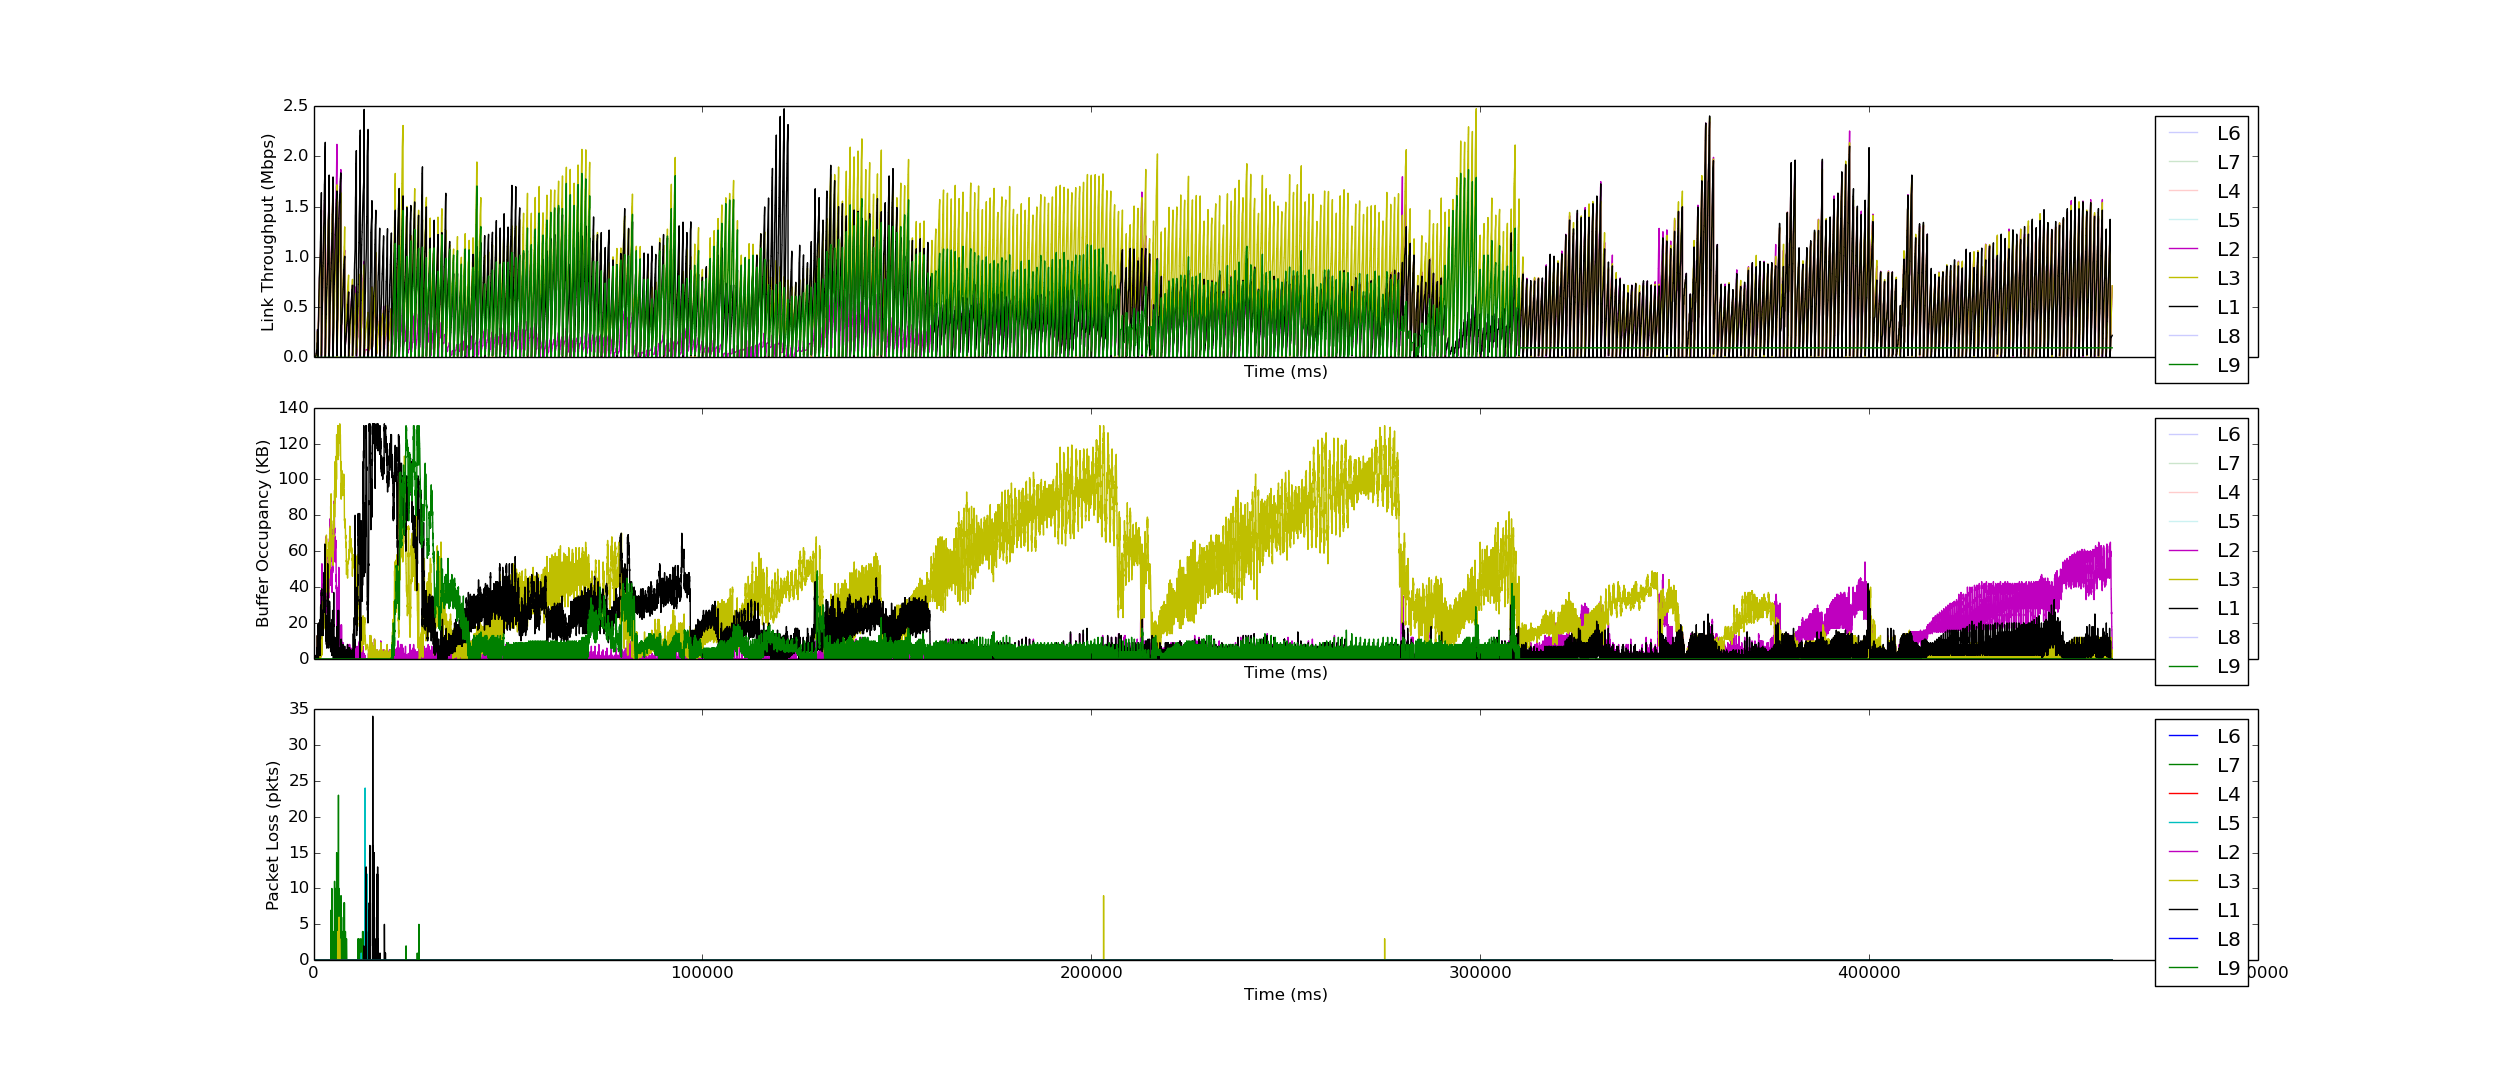 2.5
2.0
1.5
1.0
0.5
0.0
Link Throughput (Mbps)
Time (ms)
L6
L7
L4
L5
L2
L3
L1
L8
L9
140
120
100
80
60
40
20
0
Buffer Occupancy (KB)
Time (ms)
L6
L7
L4
L5
L2
L3
L1
L8
L9
35
30
25
20
15
10
5
0
Packet Loss (pkts)
L6
L7
L4
L5
L2
L3
L1
L8
L9
0 100000 200000 300000 400000
Time (ms)